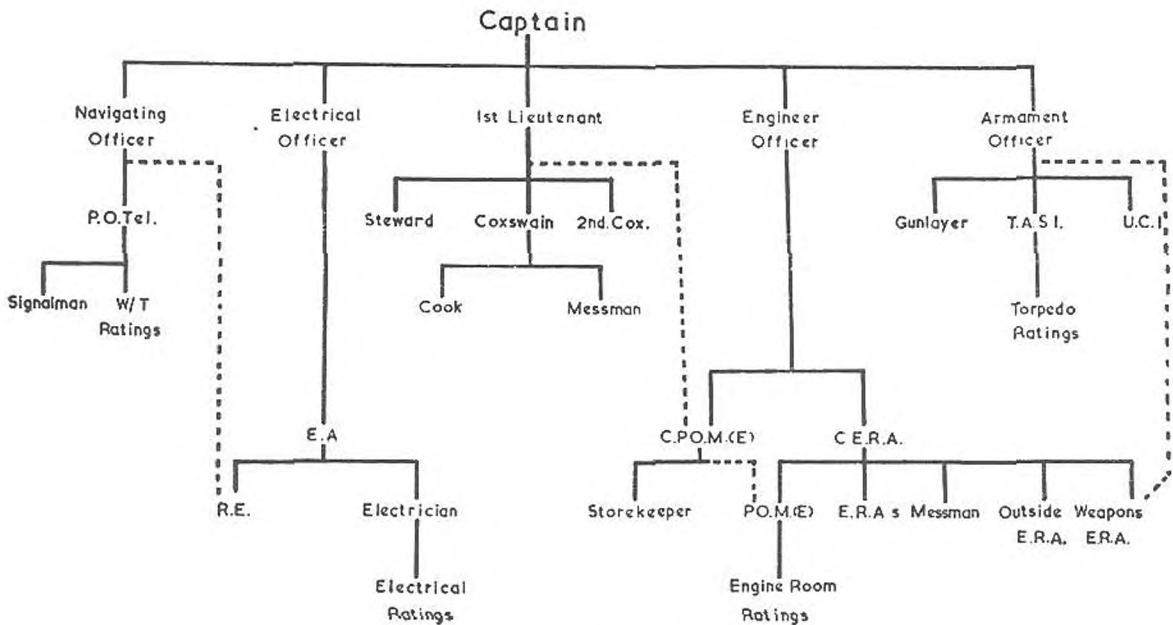 Captain
Navigating
Officer
Electrical
Officer
1st Lieutenant
Engineer
Officer
Armament
Officer
P.O.Tel.
Steward
Coxswain
2nd.Cox.
Gunlayer
T.A.S.I.
U.C.I
Signalman
W/T
Ratings
Cook
Messman
Torpedo
Ratings
E.A
C.P.O.M.(E)
C E.R.A.
R.E.
Electrician
Storekeeper
P.O.M.(E)
E.R.A s
Messman
Outside
E.R.A.
Weapons
E.R.A.
Electrical
Ratings
Engine Room
Ratings